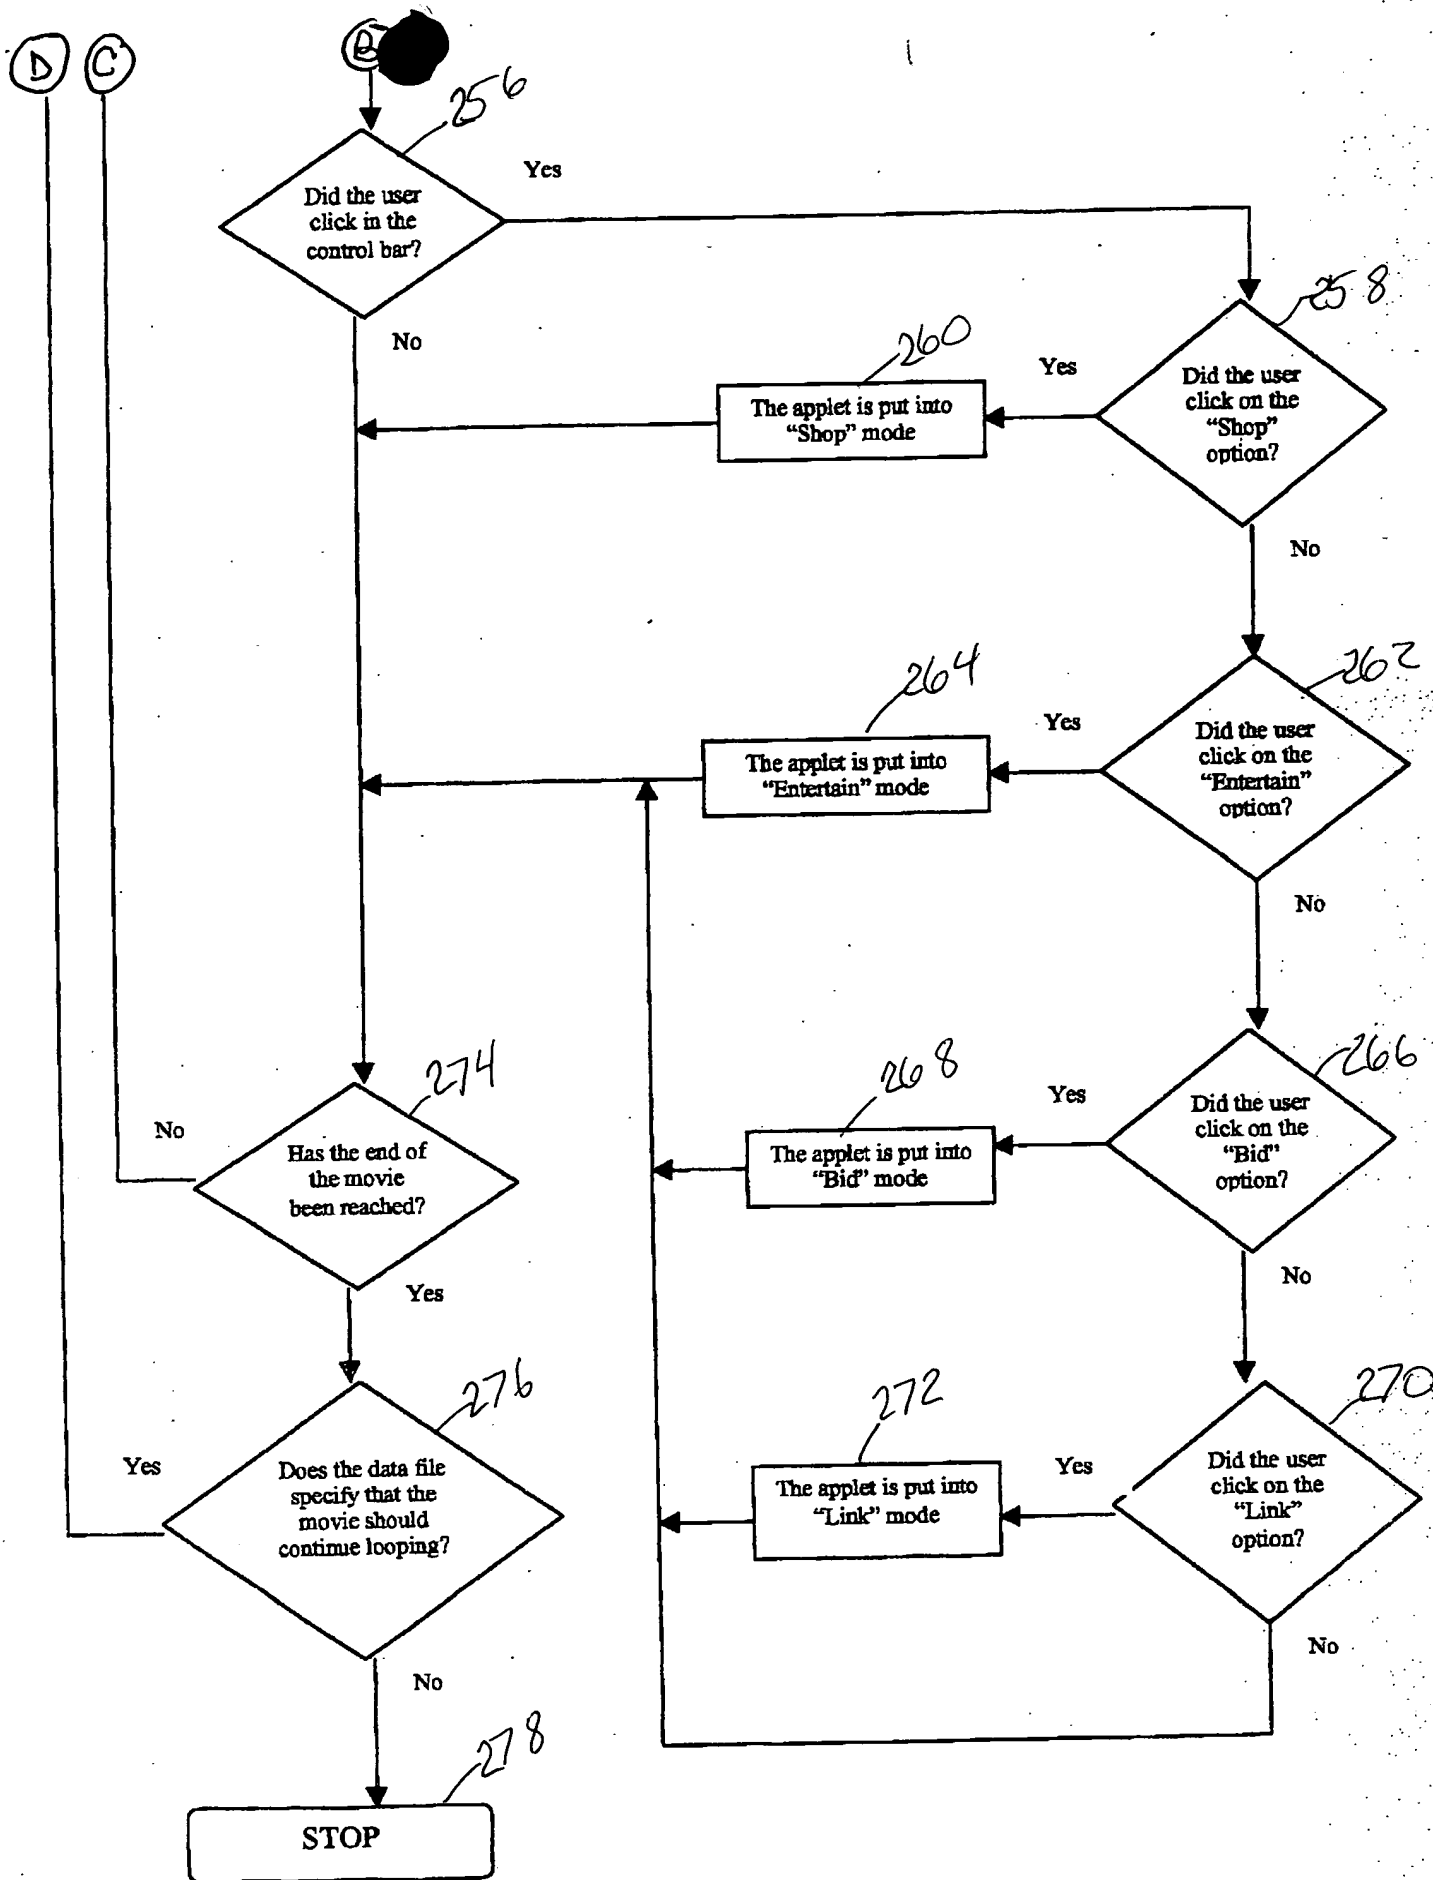 D
C
B
256
Did the user
click in the
control bar?
Yes
No
258
Did the user
click on the
“Shop”
option?
Yes
260
The applet is put into
“Shop” mode
No
262
Did the user
click on the
“Entertain”
option?
Yes
264
The applet is put into
“Entertain” mode
No
266
Did the user
click on the
“Bid”
option?
Yes
268
The applet is put into
“Bid” mode
No
270
Did the user
click on the
“Link”
option?
Yes
272
The applet is put into
“Link” mode
No
274
Has the end of
the movie
been reached?
No
Yes
276
Does the data file
specify that the
movie should
continue looping?
Yes
No
278
STOP